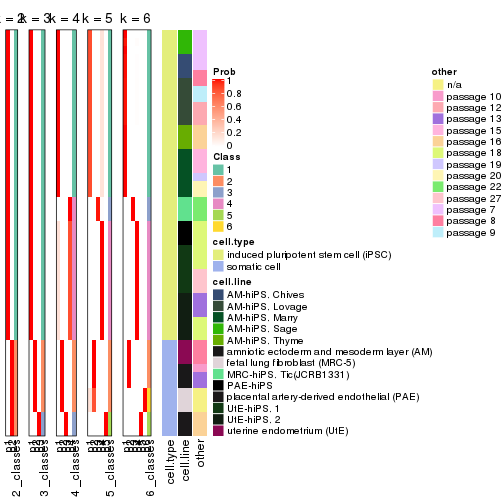 k = 2 k = 3 k = 4 k = 5 k = 6
Prob
1
0.8
0.6
0.4
0.2
0
Class
1
2
3
4
5
6
cell.type
induced pluripotent stem cell (iPSC)
somatic cell
cell.line
AM-hiPS. Chives
AM-hiPS. Lovage
AM-hiPS. Marry
AM-hiPS. Sage
AM-hiPS. Thyme
amniotic ectoderm and mesoderm layer (AM)
fetal lung fibroblast (MRC-5)
MRC-hiPS. Tic(JCRB1331)
PAE-hiPS
placental artery-derived endothelial (PAE)
UtE-hiPS. 1
UtE-hiPS. 2
uterine endometrium (UtE)
other
n/a
passage 10
passage 12
passage 13
passage 15
passage 16
passage 18
passage 19
passage 20
passage 22
passage 27
passage 7
passage 8
passage 9
2_classes
3_classes
4_classes
5_classes
6_classes
cell.type
cell.line
other